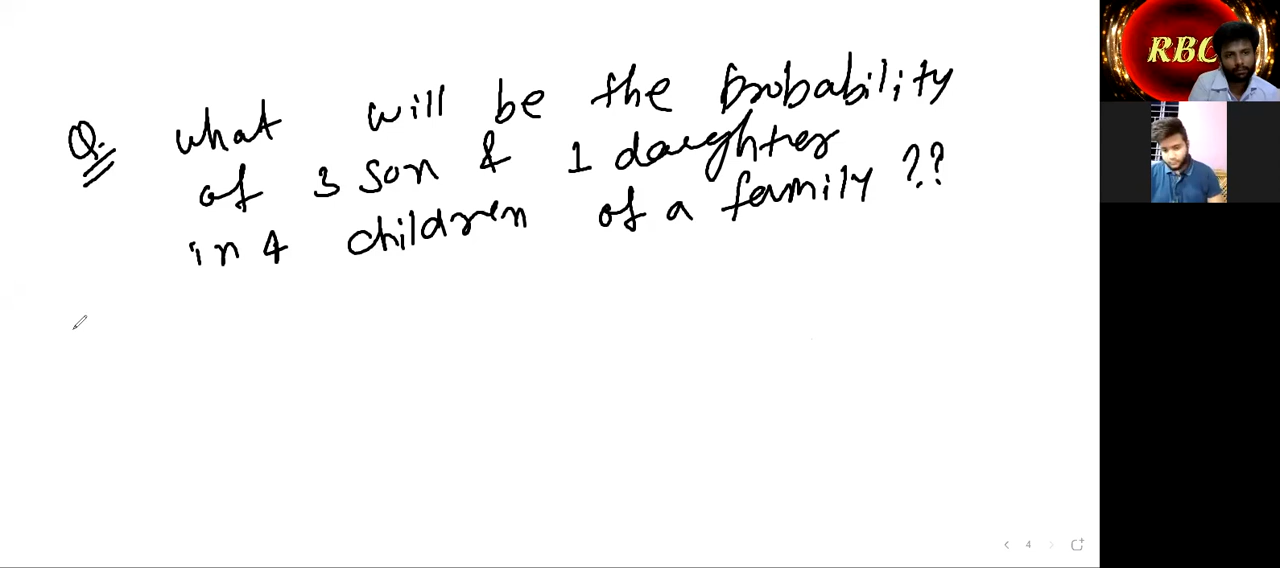 Q. what will be the probability
of 3 son & 1 daughter
in 4 children of a family ??
RBC
4